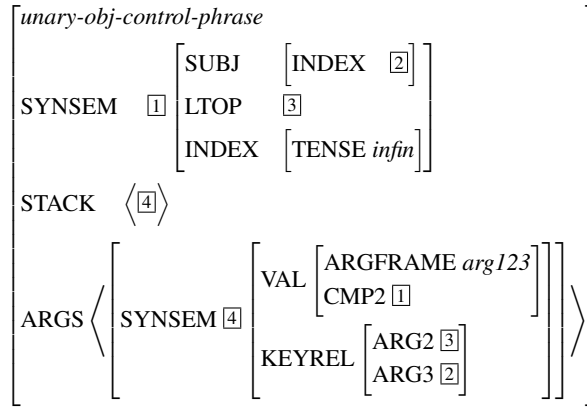 unary-obj-control-phrase
SUBJ [INDEX 2]
SYNSEM 1 LTOP 3
INDEX [TENSE infin]
STACK ⟨4⟩
ARGS ⟨ SYNSEM 4 VAL ARGFRAME arg123
CMP2 1
KEYREL ARG2 3
ARG3 2 ⟩